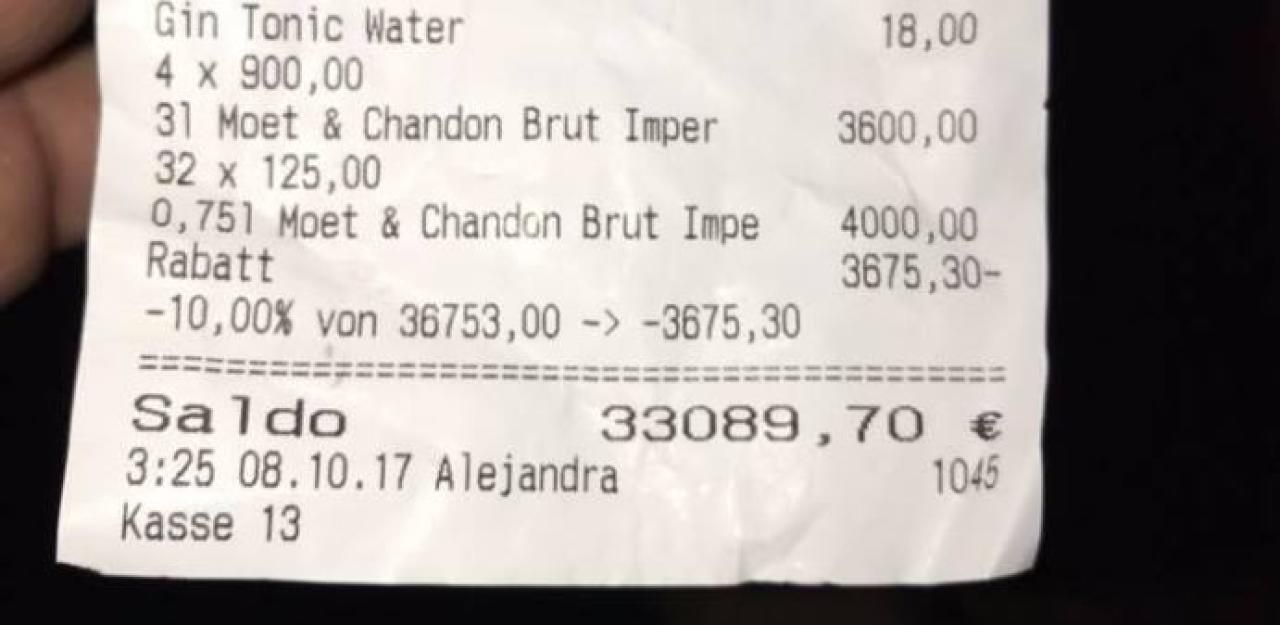 Gin Tonic Water 18,00
4 x 900,00
3l Moet & Chandon Brut Imper 3600,00
32 x 125,00
0,75l Moet & Chandon Brut Impe 4000,00
Rabatt 3675,30-
-10,00% von 36753,00 -> -3675,30
================================================
Saldo 33089,70 €
3:25 08.10.17 Alejandra 1045
Kasse 13